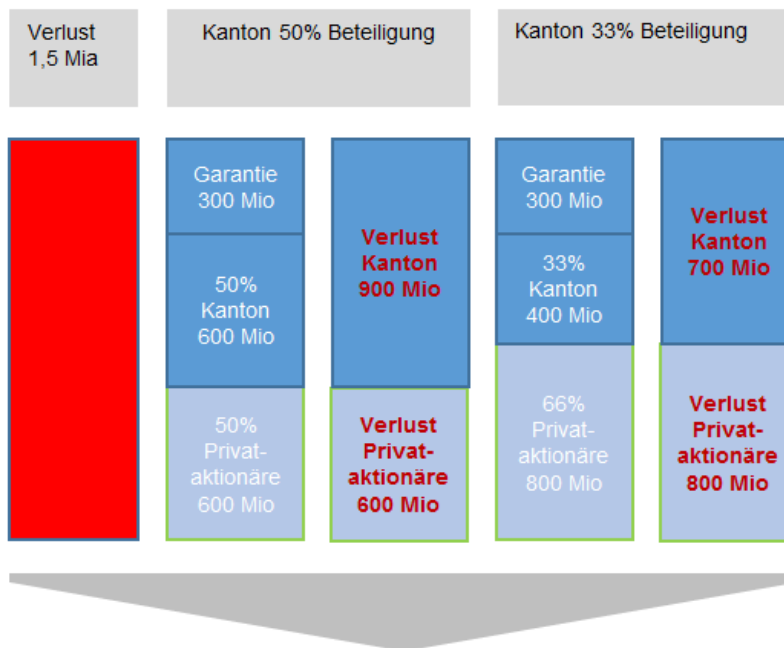 Verlust
1,5 Mia
Kanton 50% Beteiligung
Kanton 33% Beteiligung
Garantie
300 Mio
50%
Kanton
600 Mio
50%
Privat-
aktionäre
600 Mio
Verlust
Kanton
900 Mio
Verlust
Privat-
aktionäre
600 Mio
Garantie
300 Mio
33%
Kanton
400 Mio
66%
Privat-
aktionäre
800 Mio
Verlust
Kanton
700 Mio
Verlust
Privat-
aktionäre
800 Mio